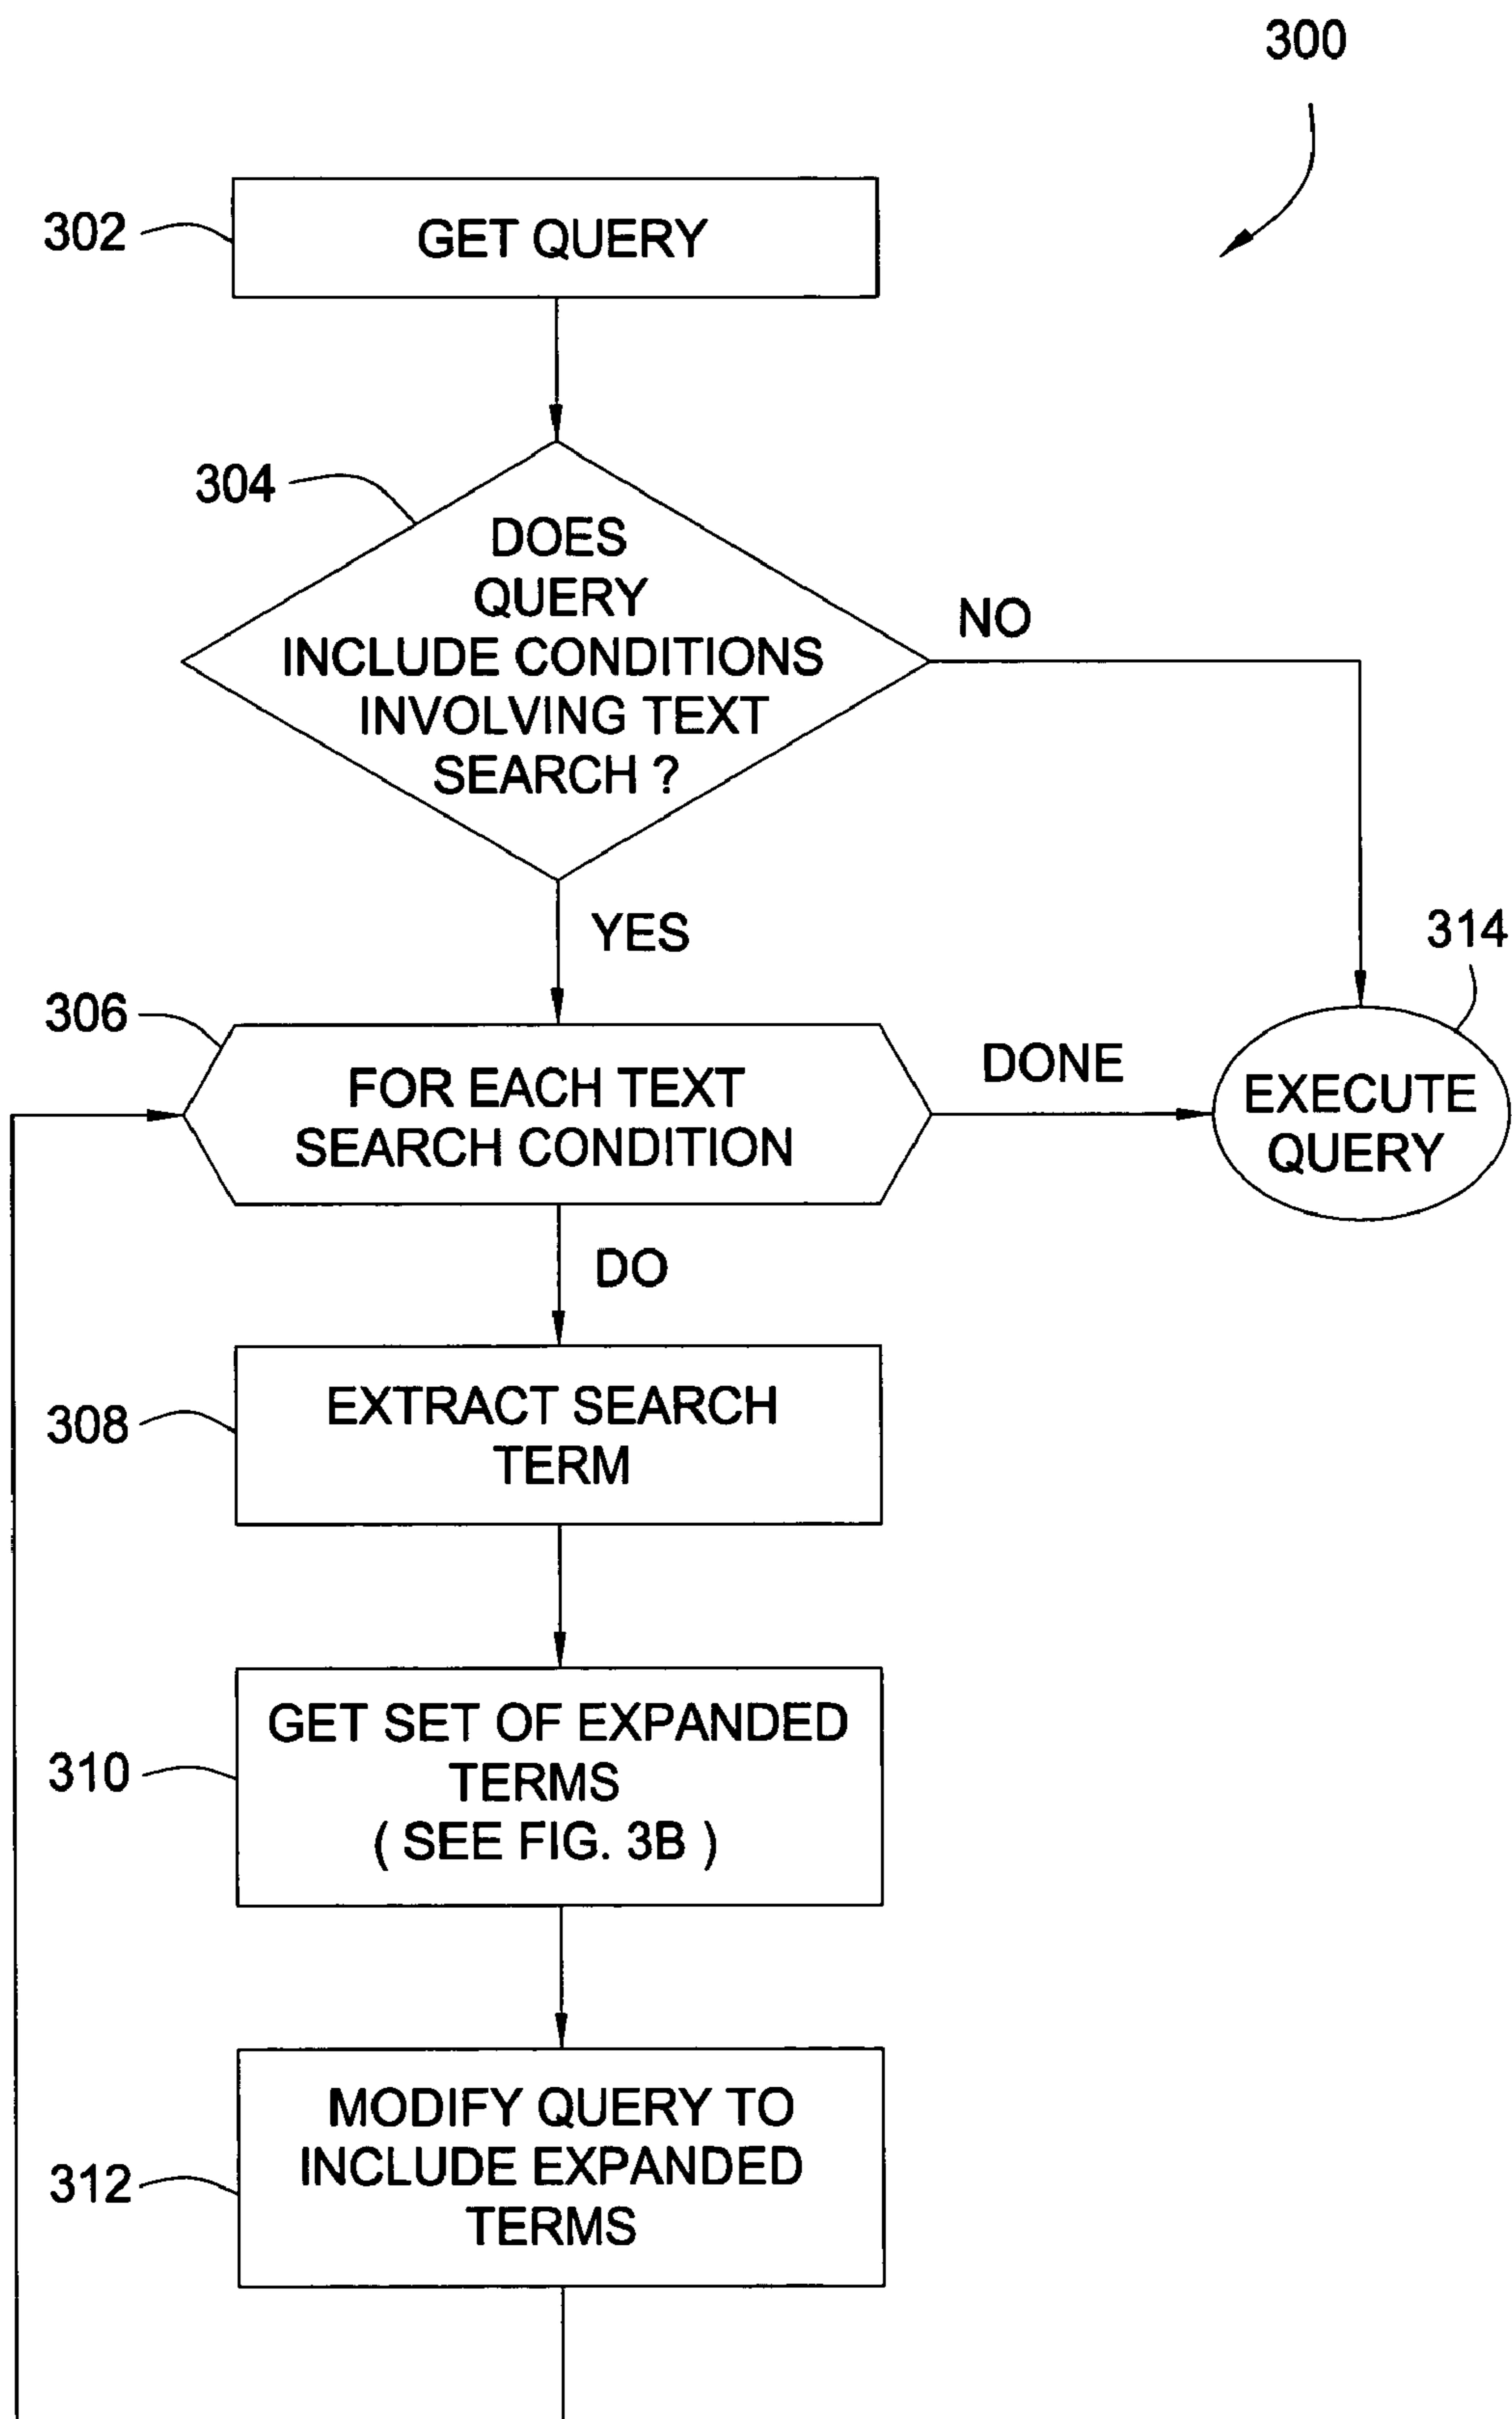 300
302
GET QUERY
304
DOES
QUERY
INCLUDE CONDITIONS
INVOLVING TEXT
SEARCH ?
NO
YES
314
306
FOR EACH TEXT
SEARCH CONDITION
DONE
EXECUTE
QUERY
DO
308
EXTRACT SEARCH
TERM
310
GET SET OF EXPANDED
TERMS
( SEE FIG. 3B )
312
MODIFY QUERY TO
INCLUDE EXPANDED
TERMS